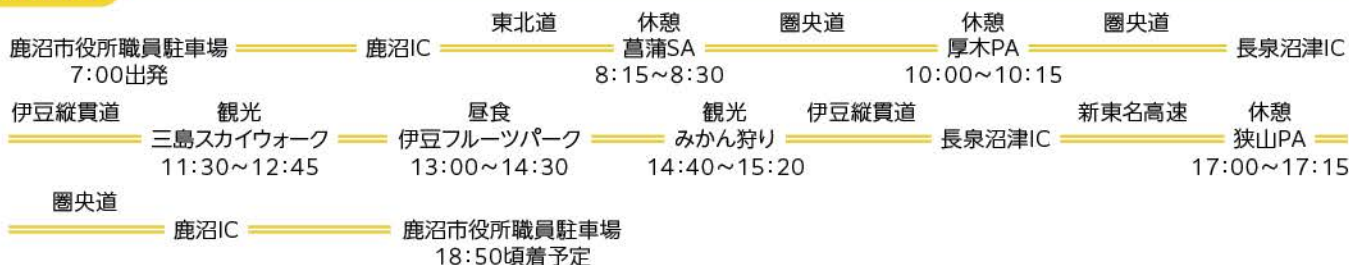 東北道 休憩 圏央道 休憩 圏央道
鹿沼市役所職員駐車場 鹿沼IC 菖蒲SA 厚木PA 長泉沼津IC
7:00出発 8:15~8:30 10:00~10:15
伊豆縦貫道 観光 昼食 観光 伊豆縦貫道 新東名高速 休憩
三島スカイウォーク 伊豆フルーツパーク みかん狩り 長泉沼津IC 狭山PA
11:30~12:45 13:00~14:30 14:40~15:20 17:00~17:15
圏央道
鹿沼IC 鹿沼市役所職員駐車場
18:50頃着予定